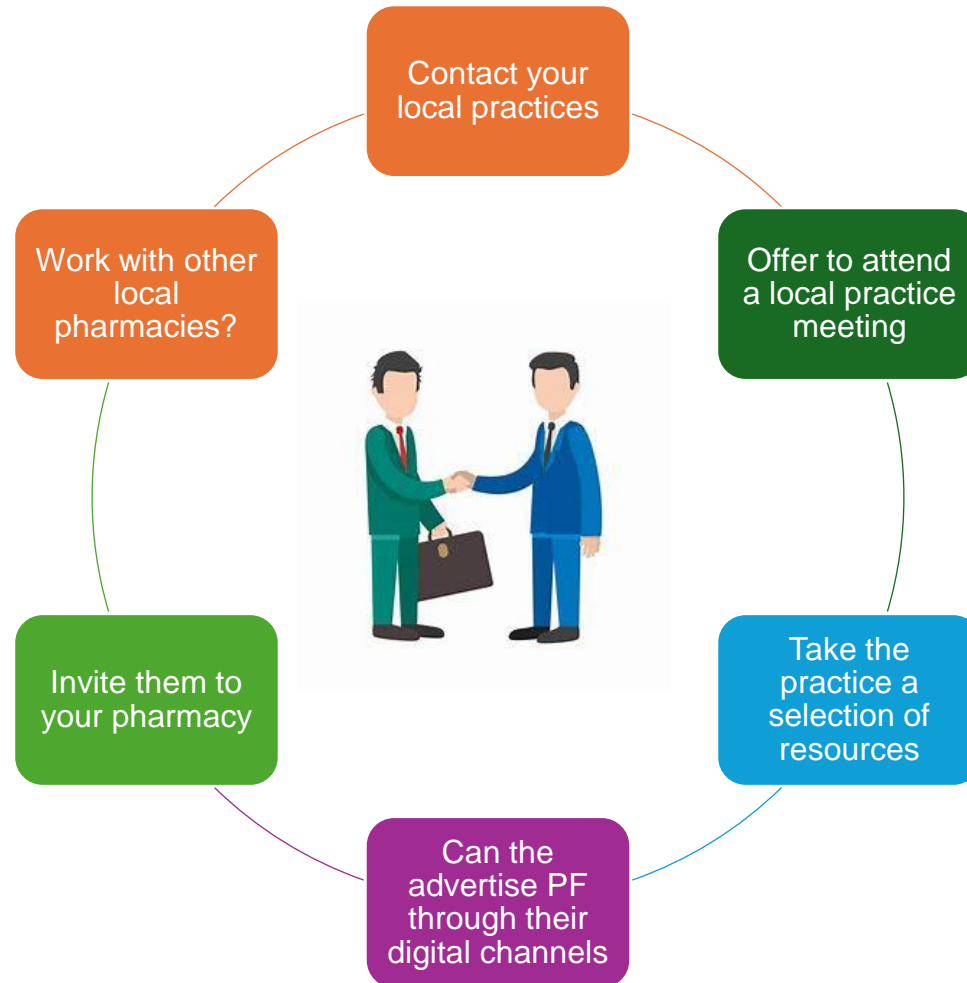 Contact your
local practices
Offer to attend
a local practice
meeting
Take the
practice a
selection of
resources
Can the
advertise PF
through their
digital channels
Invite them to
your pharmacy
Work with other
local
pharmacies?